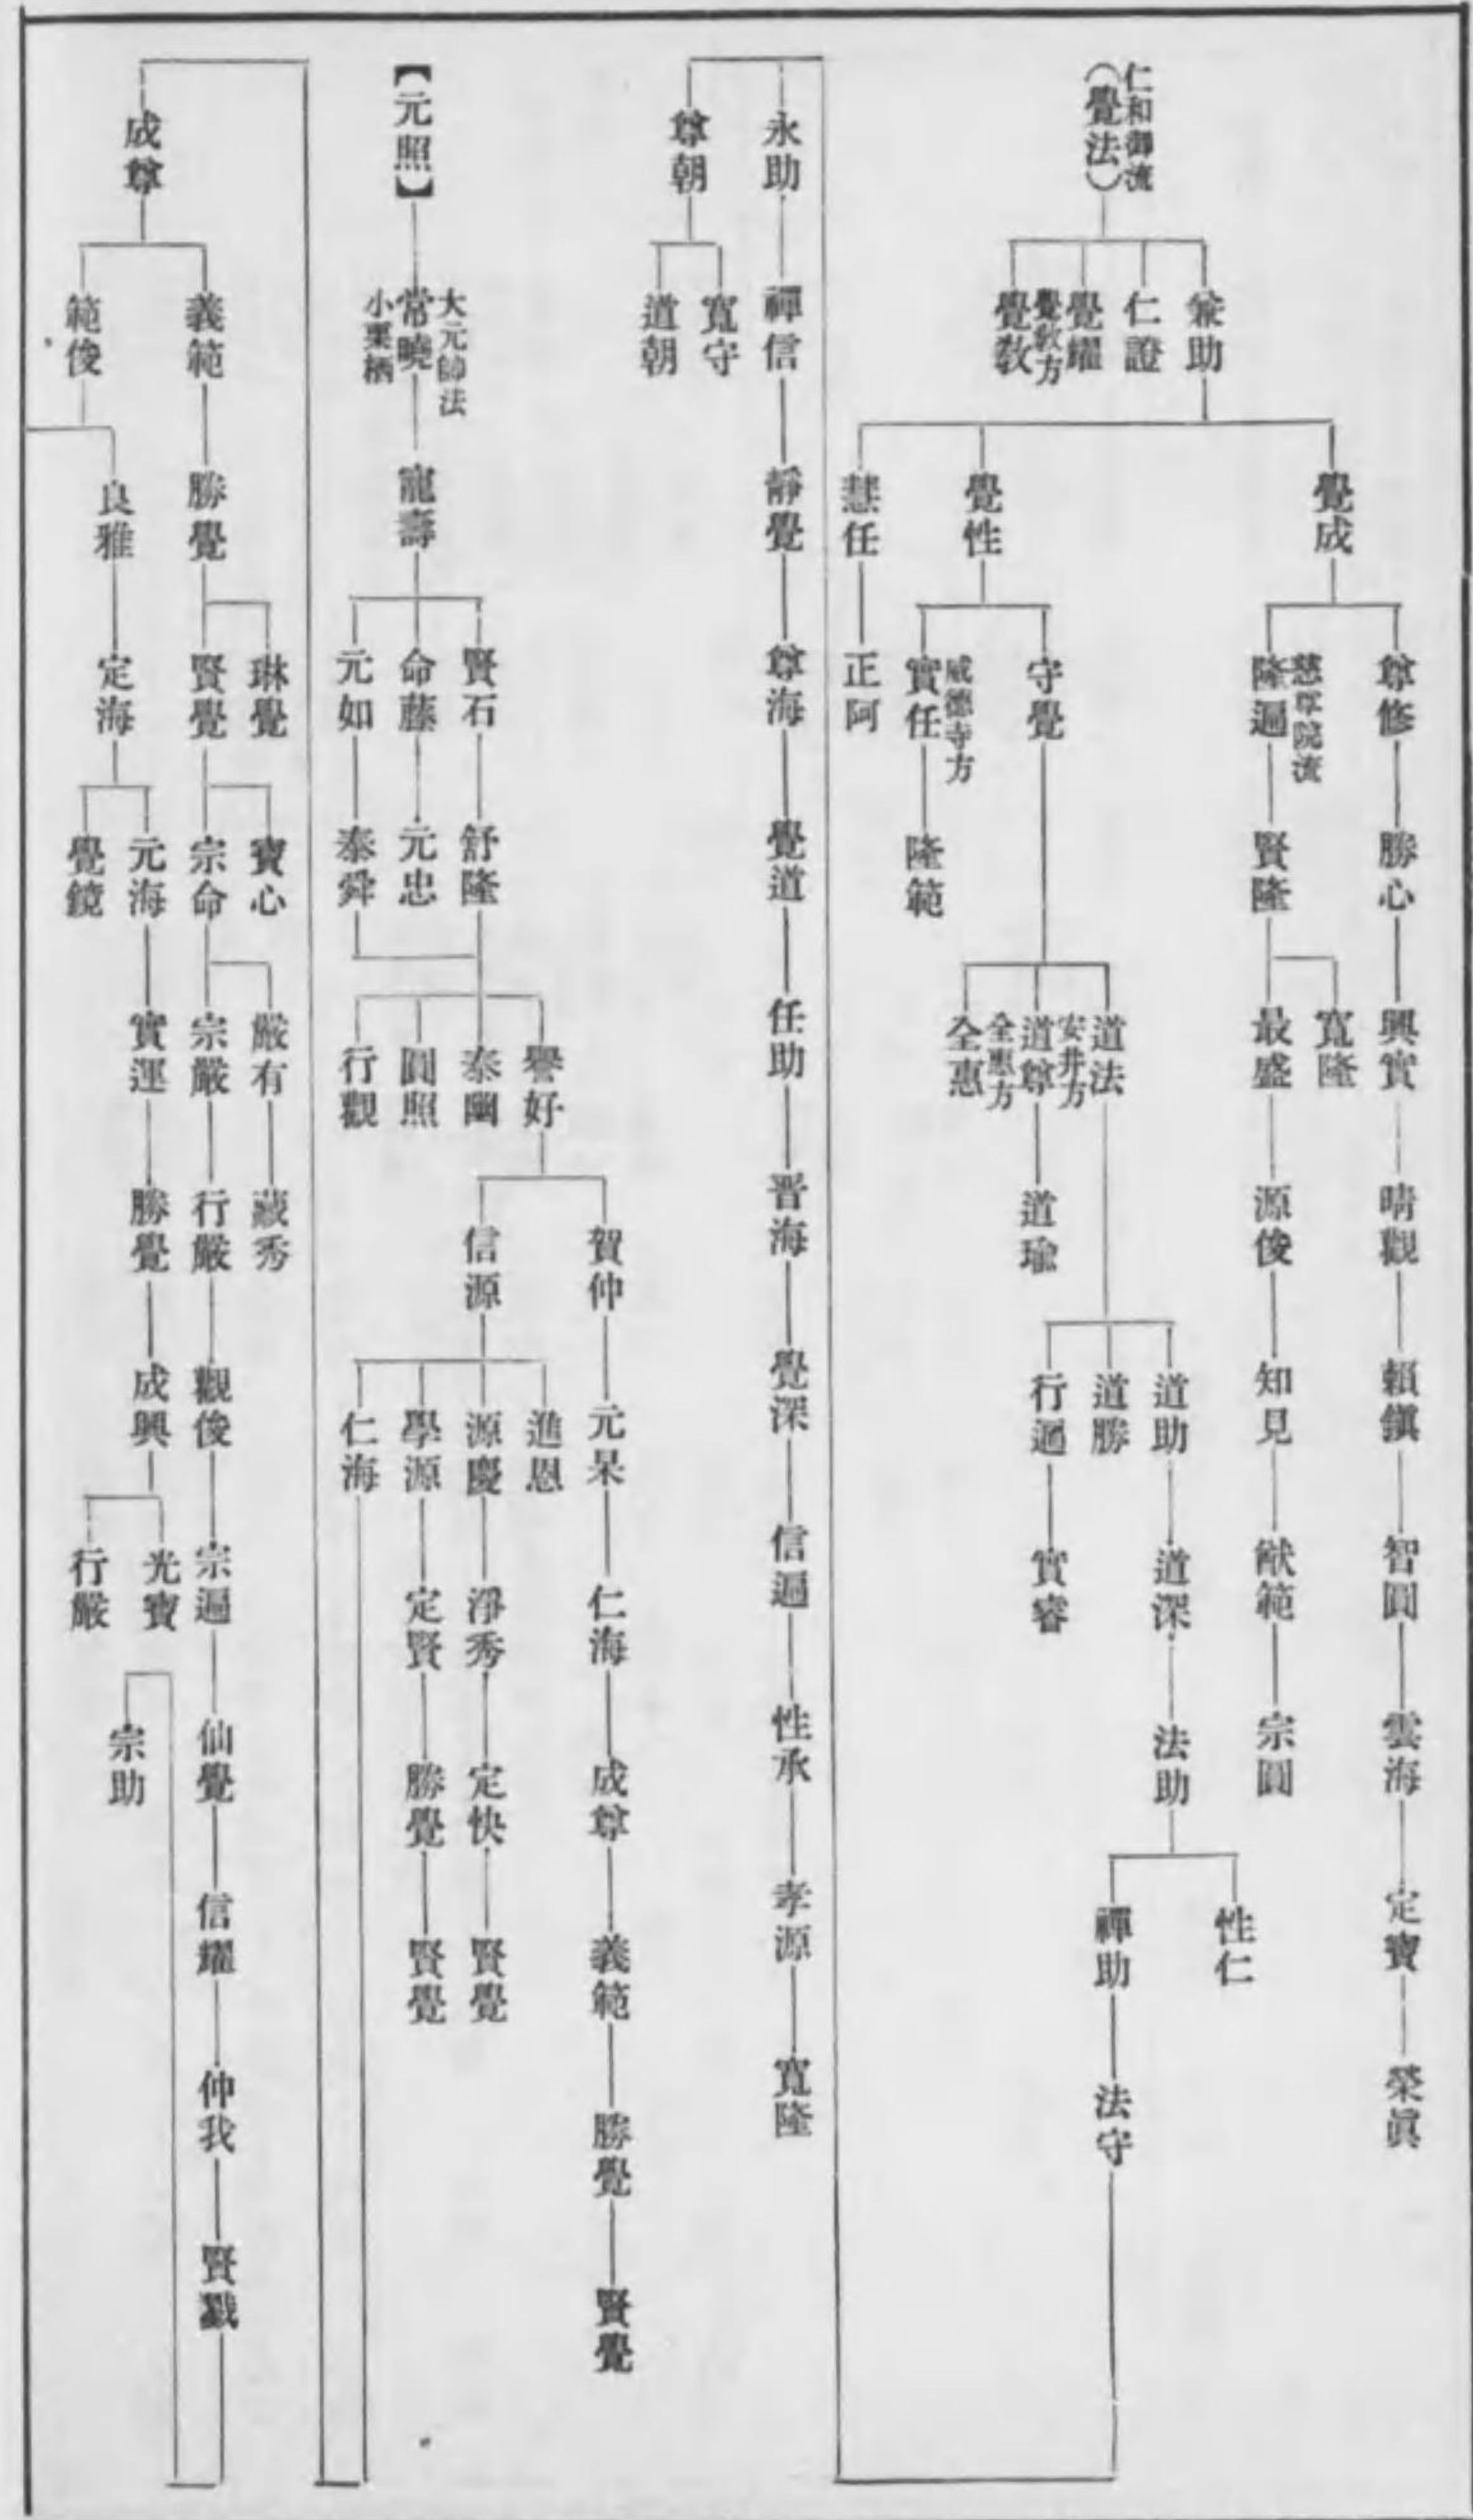 仁和御流
（覺法）
兼助
仁證
覺耀
覺敎方
覺敎
覺成
覺性
慧任
尊修
慈尊院流
隆遍
守覺
威德寺方
實任
正阿
勝心
賢隆
隆範
興實
寬隆
最盛
道法
安井方
道尊
全惠方
全惠
晴觀
源俊
道瑜
賴鎭
知見
道助
道勝
行遍
智圓
猷範
道深
實睿
雲海
宗圓
法助
定寶
性仁
禪助
榮眞
法守
永助
尊朝
禪信
寬守
道朝
靜覺
尊海
覺道
任助
晋海
覺深
信遍
性承
孝源
寬隆
【元照】
大元帥法
常曉
小栗栖
寵壽
賢石
命藤
元如
舒隆
元忠
泰舜
譽好
泰幽
圓照
行觀
賀仲
信源
元杲
進恩
源慶
學源
仁海
仁海
淨秀
定賢
成尊
定快
勝覺
義範
賢覺
賢覺
勝覺
賢覺
成尊
義範
範俊
勝覺
良雅
琳覺
賢覺
定海
寶心
宗命
元海
覺鏡
嚴有
宗嚴
實運
藏秀
行嚴
勝覺
觀俊
成興
宗遍
光寶
行嚴
仙覺
宗助
信耀
仲我
賢戩